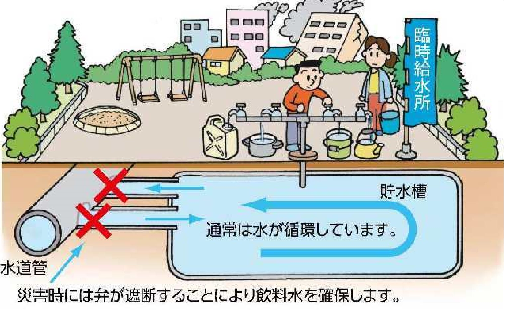 臨時給水所
貯水槽
通常は水が循環しています。
水道管
災害時には弁が遮断することにより飲料水を確保します。